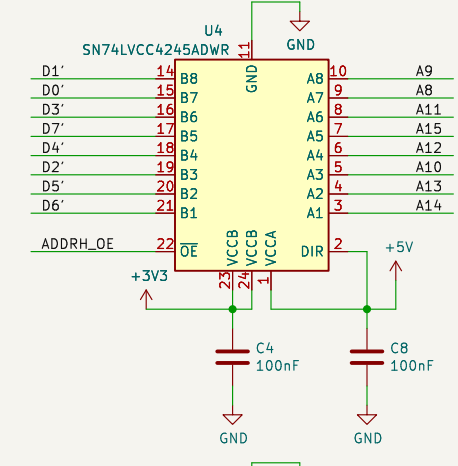 U4
SN74LVCC4245ADWR
11
GND
GND
D1' 14 B8 A8 10 A9
D0' 15 B7 A7 9 A8
D3' 16 B6 A6 8 A11
D7' 17 B5 A5 7 A15
D4' 18 B4 A4 6 A12
D2' 19 B3 A3 5 A10
D5' 20 B2 A2 4 A13
D6' 21 B1 A1 3 A14
ADDRH_OE 22 OE DIR 2
VCCB VCCB VCCA
+3V3 23 24 1 +5V
C4 C8
100nF 100nF
GND GND